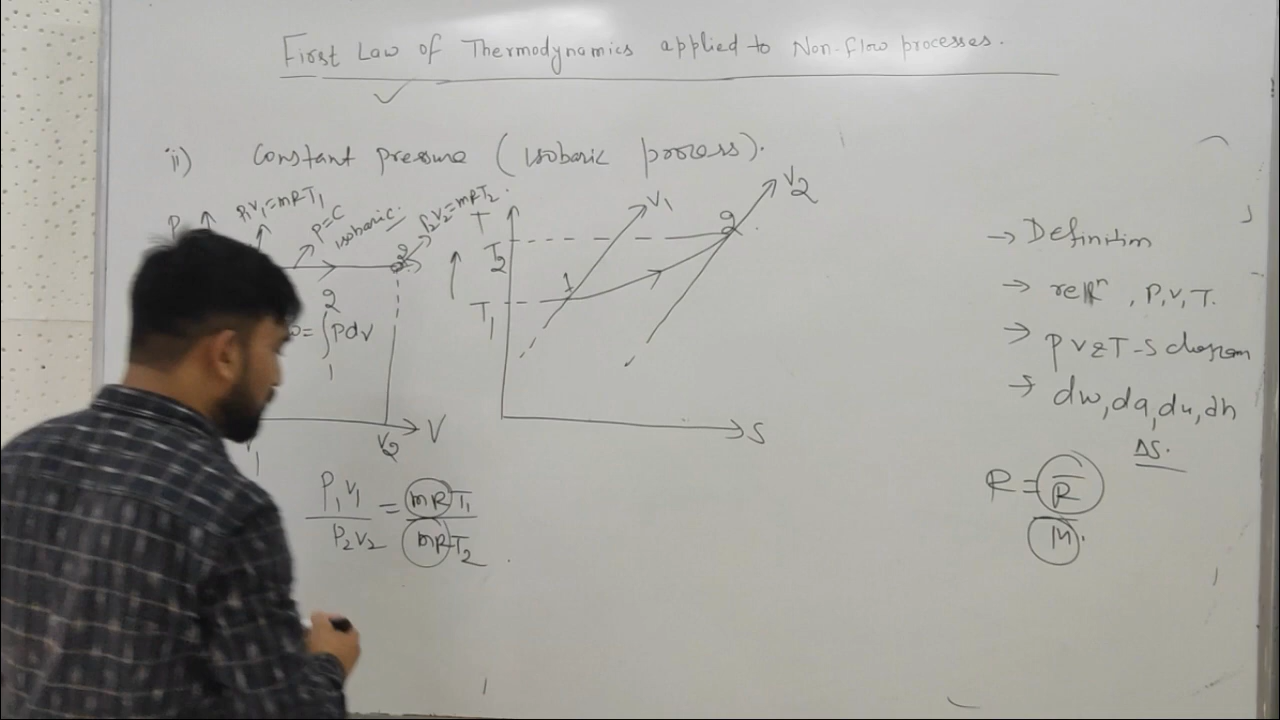 First Law of Thermodynamics applied to Non-flow processes.
ii) Constant pressure (isobaric process).
P
P1V1=mRT1
P=C
isobaric.
P2V2=mRT2.
2
∫ Pdv
2
1
V
V1
V2
T
T2
T1
1
2
V1
V2
S
P1V1 / P2V2 = mRT1 / mRT2
→ Definition
→ relⁿ, P,V,T.
→ PV & T-S diagram
→ dw, dq, du, dh
ΔS.
R = R̅ / M.